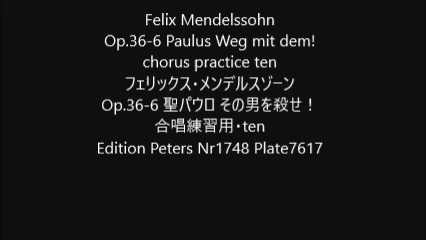 Felix Mendelssohn
Op.36-6 Paulus Weg mit dem!
chorus practice ten
フェリックス・メンデルスゾーン
Op.36-6 聖パウロ その男を殺せ！
合唱練習用・ten
Edition Peters Nr1748 Plate7617